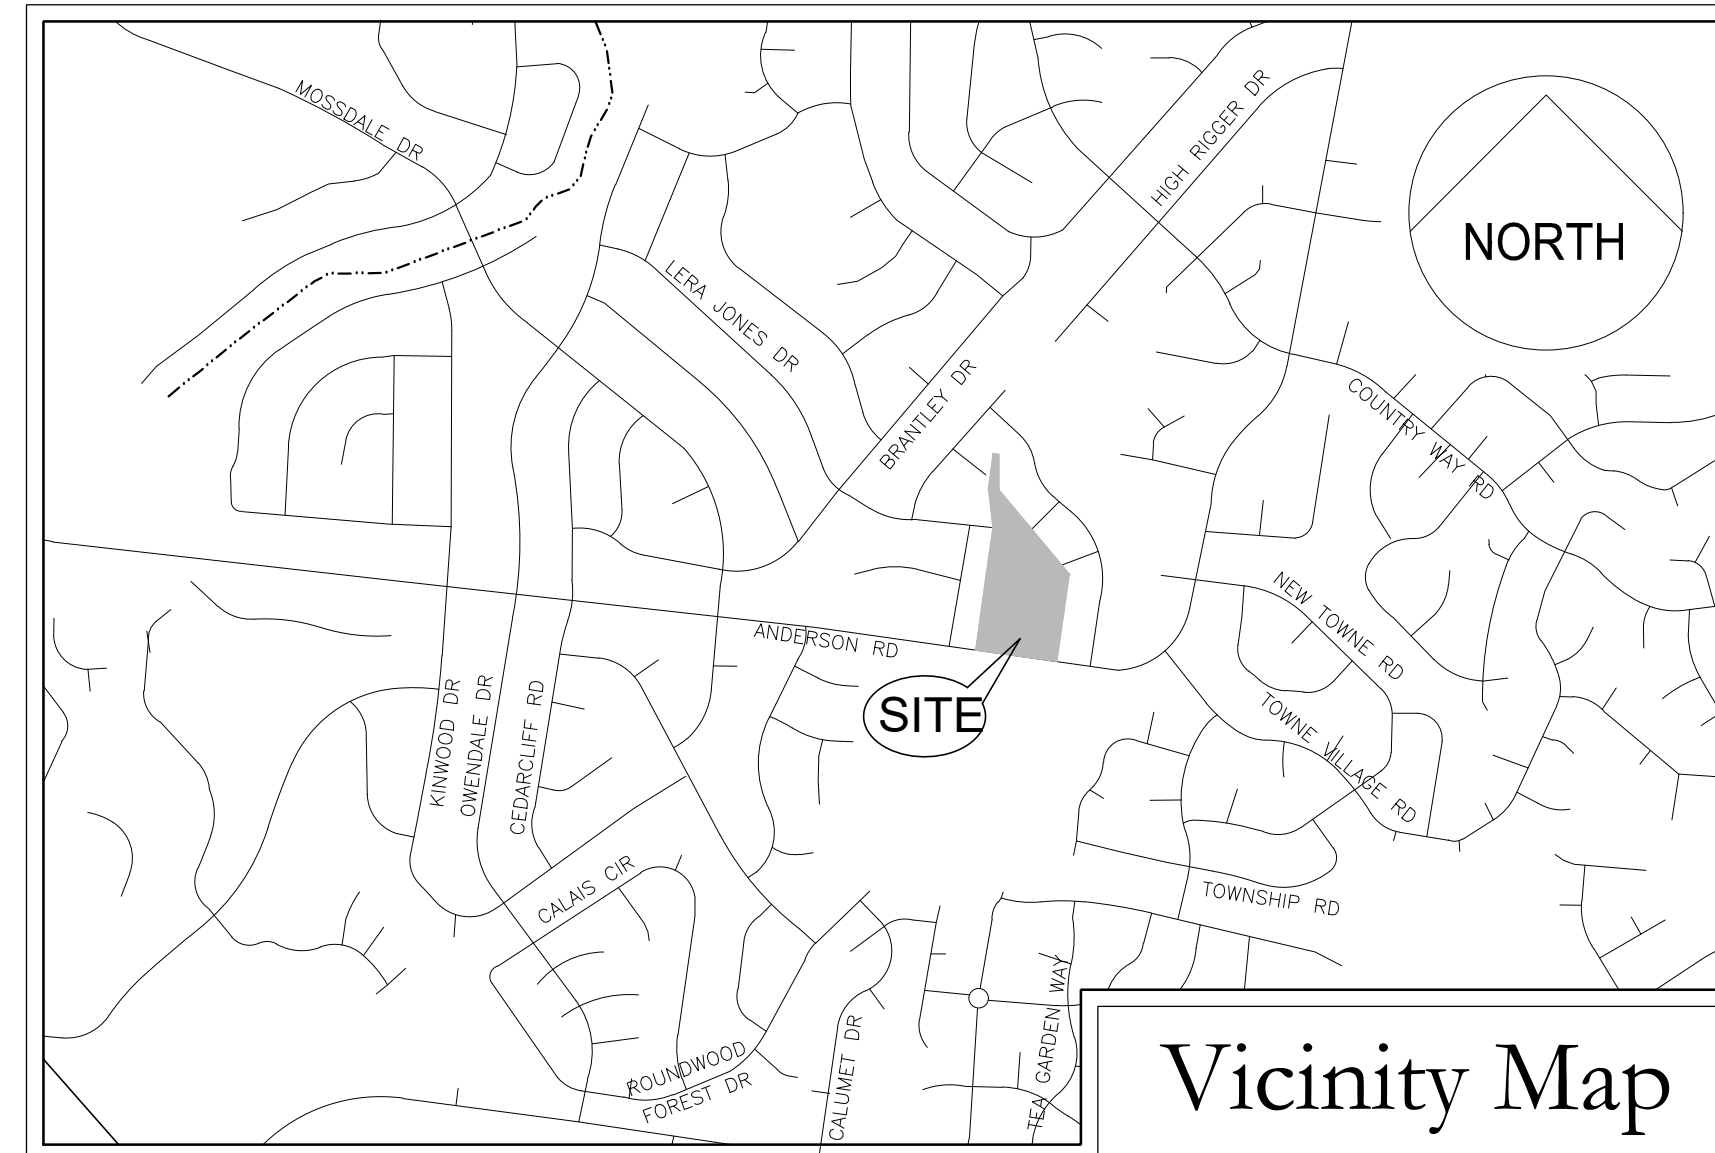 MOSSDALE DR
HIGH RIGGER DR
NORTH
LERA JONES DR
BRANTLEY DR
COUNTRY WAY RD
NEW TOWNE RD
ANDERSON RD
SITE
TOWNE VILLAGE RD
KINWOOD DR
OWENDALE DR
CEDARCLIFF RD
CALAIS CIR
TOWNSHIP RD
TEA GARDEN WAY
CALUMET DR
ROUNDWOOD
FOREST DR
Vicinity Map